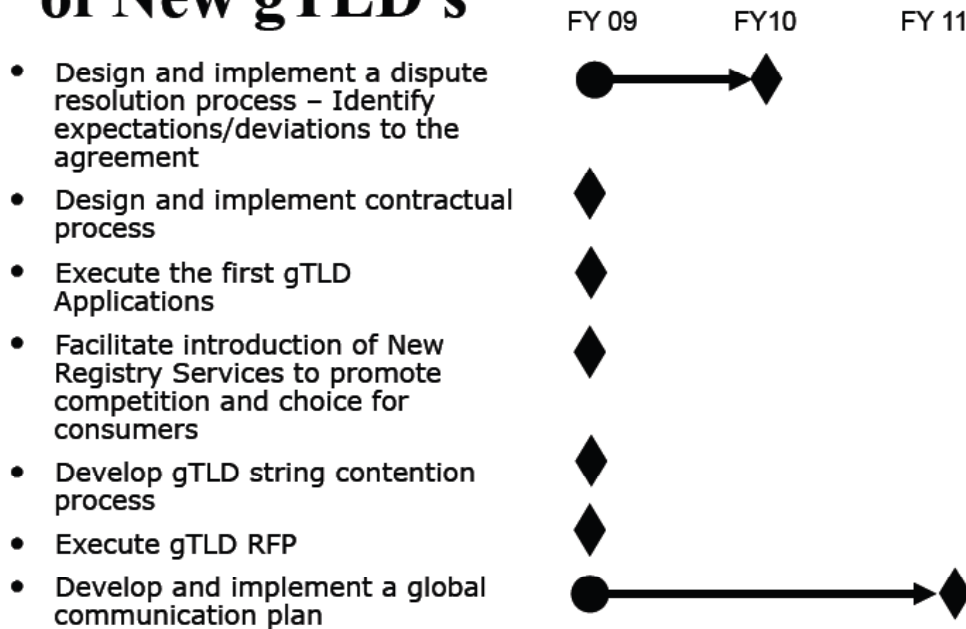 of New gTLD's
FY 09 FY10 FY 11
• Design and implement a dispute
resolution process – Identify
expectations/deviations to the
agreement
• Design and implement contractual
process
• Execute the first gTLD
Applications
• Facilitate introduction of New
Registry Services to promote
competition and choice for
consumers
• Develop gTLD string contention
process
• Execute gTLD RFP
• Develop and implement a global
communication plan